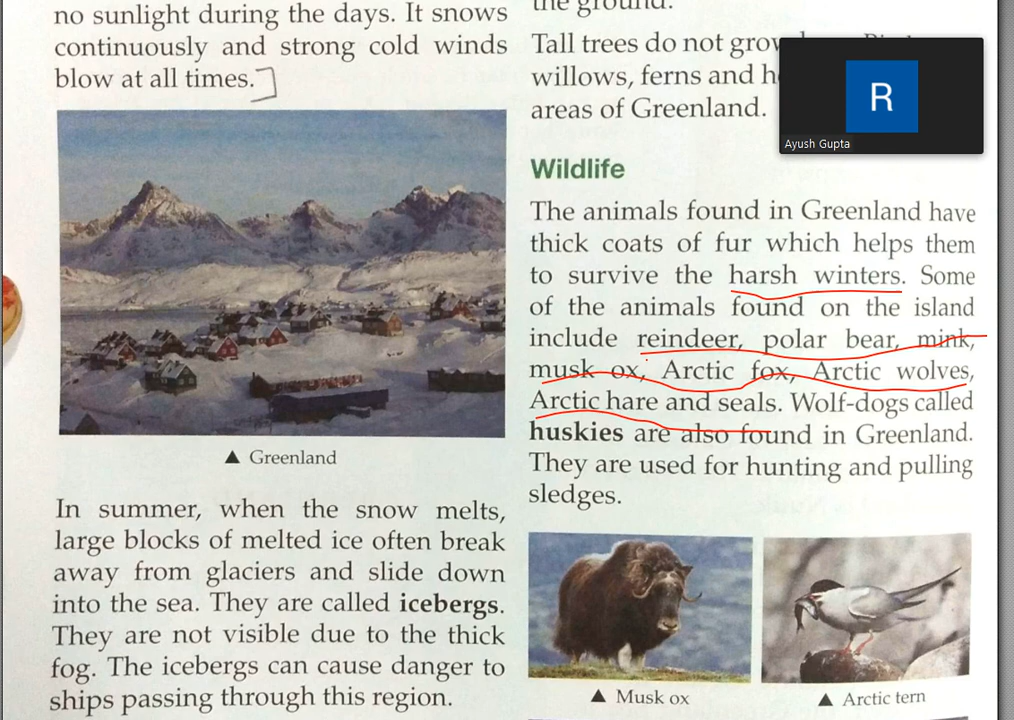 no sunlight during the days. It snows
continuously and strong cold winds
blow at all times.
▲ Greenland
In summer, when the snow melts,
large blocks of melted ice often break
away from glaciers and slide down
into the sea. They are called icebergs.
They are not visible due to the thick
fog. The icebergs can cause danger to
ships passing through this region.
the ground.
Tall trees do not grow
willows, ferns and
areas of Greenland.
Wildlife
The animals found in Greenland have
thick coats of fur which helps them
to survive the harsh winters. Some
of the animals found on the island
include reindeer, polar bear, mink,
musk ox, Arctic fox, Arctic wolves,
Arctic hare and seals. Wolf-dogs called
huskies are also found in Greenland.
They are used for hunting and pulling
sledges.
▲ Musk ox
▲ Arctic tern
R
Ayush Gupta